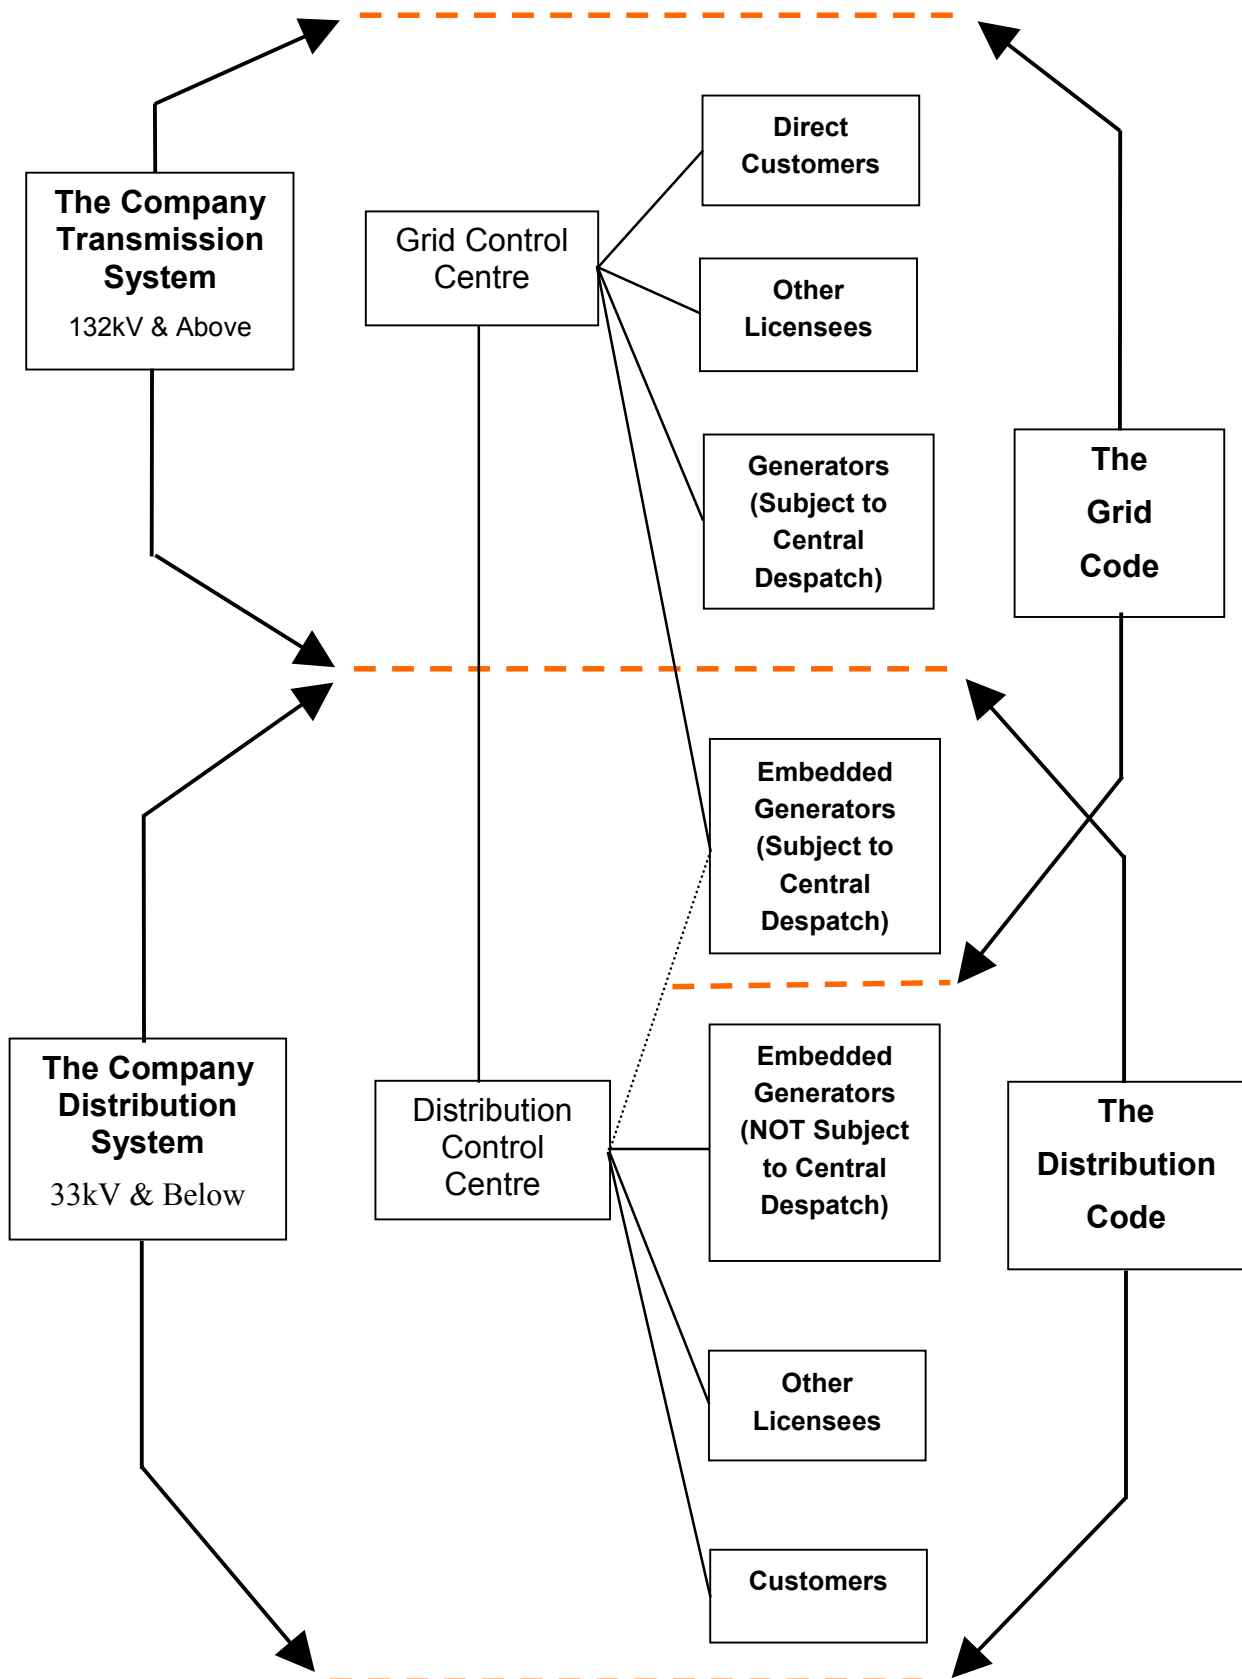 Direct
Customers
The Company
Transmission
System
132kV & Above
Grid Control
Centre
Other
Licensees
Generators
(Subject to
Central
Despatch)
The
Grid
Code
Embedded
Generators
(Subject to
Central
Despatch)
The Company
Distribution
System
33kV & Below
Distribution
Control
Centre
Embedded
Generators
(NOT Subject
to Central
Despatch)
The
Distribution
Code
Other
Licensees
Customers